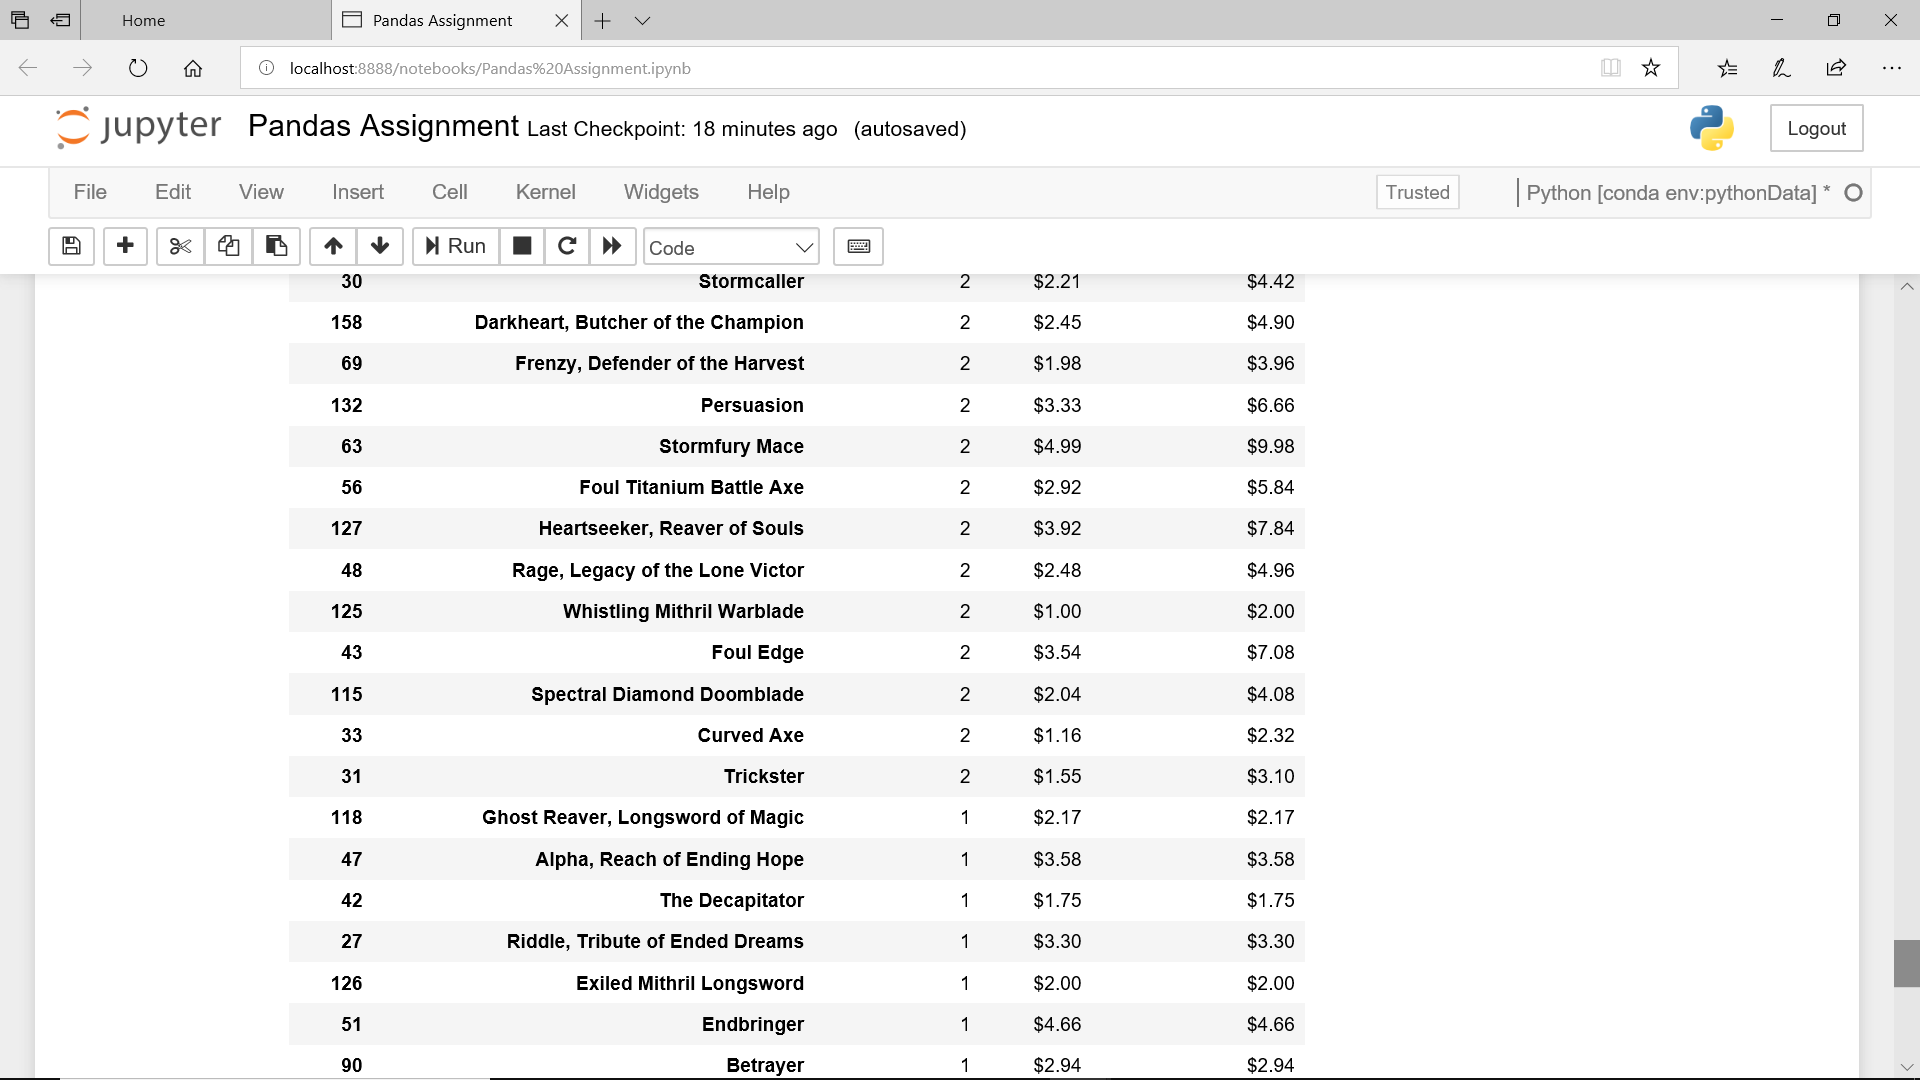 Home
Pandas Assignment
localhost:8888/notebooks/Pandas%20Assignment.ipynb
jupyter Pandas Assignment Last Checkpoint: 18 minutes ago (autosaved)
Logout
File Edit View Insert Cell Kernel Widgets Help
Trusted
Python [conda env:pythonData] *
Run
Code
30 Stormcaller 2 $2.21 $4.42
158 Darkheart, Butcher of the Champion 2 $2.45 $4.90
69 Frenzy, Defender of the Harvest 2 $1.98 $3.96
132 Persuasion 2 $3.33 $6.66
63 Stormfury Mace 2 $4.99 $9.98
56 Foul Titanium Battle Axe 2 $2.92 $5.84
127 Heartseeker, Reaver of Souls 2 $3.92 $7.84
48 Rage, Legacy of the Lone Victor 2 $2.48 $4.96
125 Whistling Mithril Warblade 2 $1.00 $2.00
43 Foul Edge 2 $3.54 $7.08
115 Spectral Diamond Doomblade 2 $2.04 $4.08
33 Curved Axe 2 $1.16 $2.32
31 Trickster 2 $1.55 $3.10
118 Ghost Reaver, Longsword of Magic 1 $2.17 $2.17
47 Alpha, Reach of Ending Hope 1 $3.58 $3.58
42 The Decapitator 1 $1.75 $1.75
27 Riddle, Tribute of Ended Dreams 1 $3.30 $3.30
126 Exiled Mithril Longsword 1 $2.00 $2.00
51 Endbringer 1 $4.66 $4.66
90 Betrayer 1 $2.94 $2.94